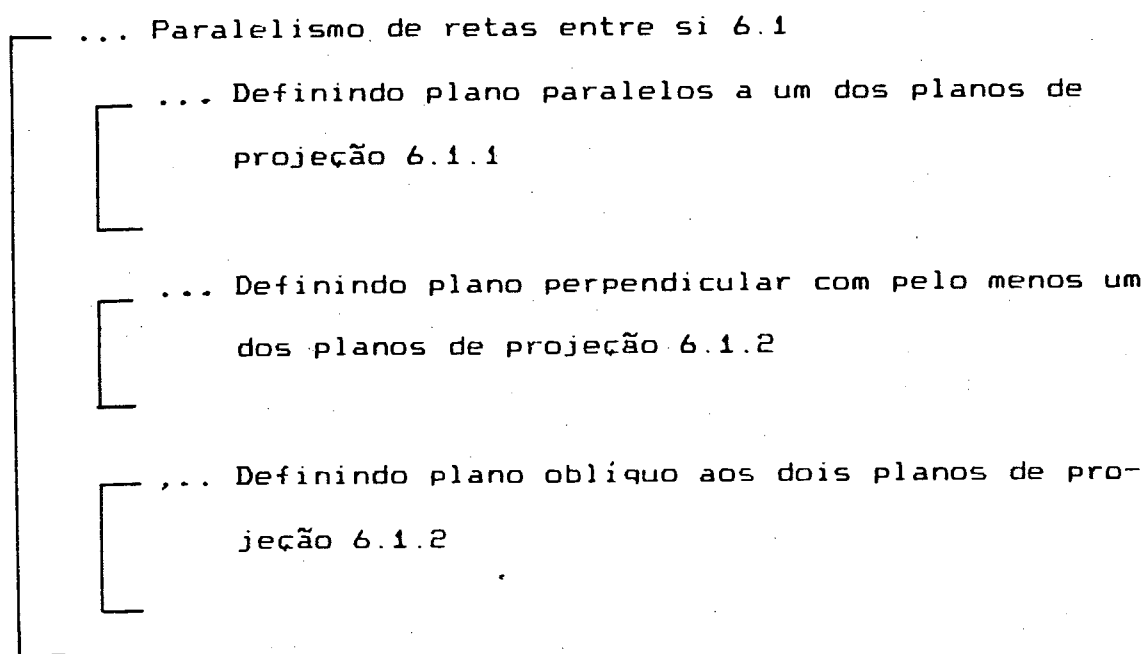 ... Paralelismo de retas entre si 6.1
... Definindo plano paralelos a um dos planos de
projeção 6.1.1
... Definindo plano perpendicular com pelo menos um
dos planos de projeção 6.1.2
,.. Definindo plano oblíquo aos dois planos de pro-
jeção 6.1.2